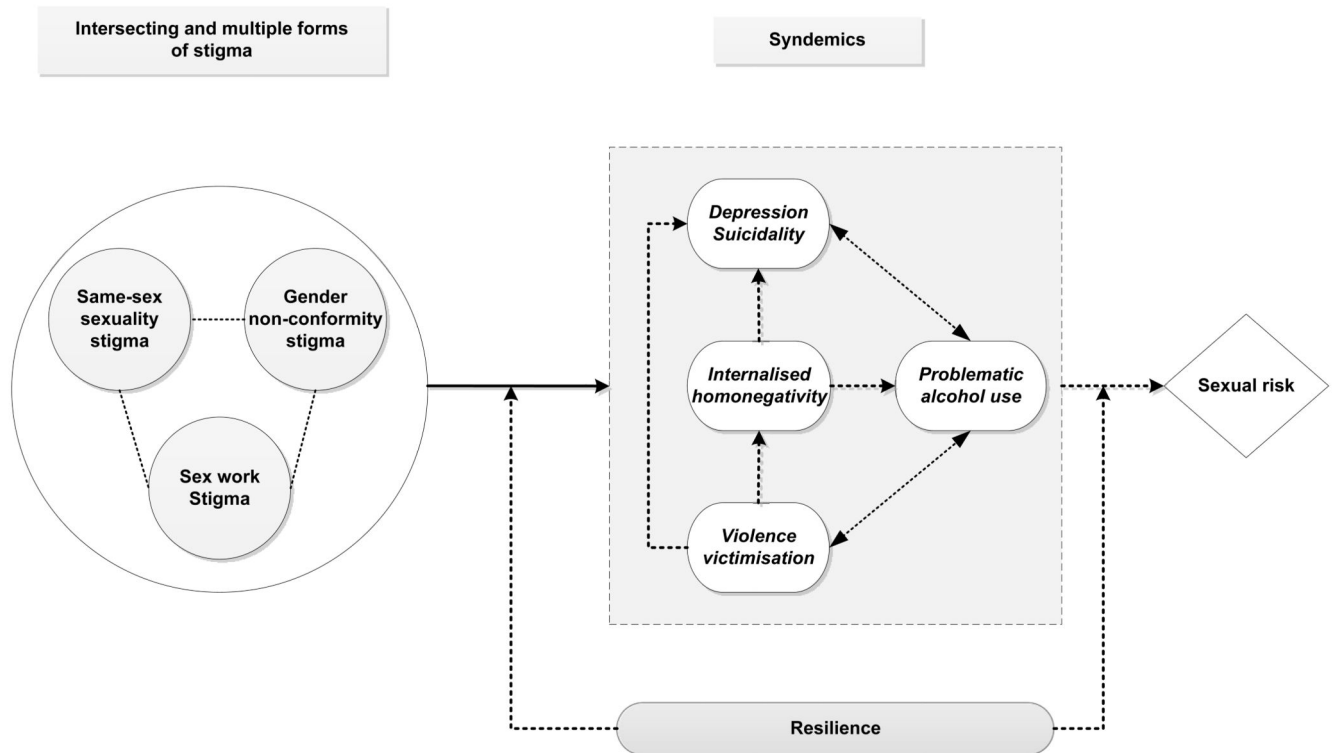 Intersecting and multiple forms
of stigma
Syndemics
Same-sex
sexuality
stigma
Gender
non-conformity
stigma
Sex work
Stigma
Depression
Suicidality
Internalised
homonegativity
Problematic
alcohol use
Violence
victimisation
Sexual risk
Resilience